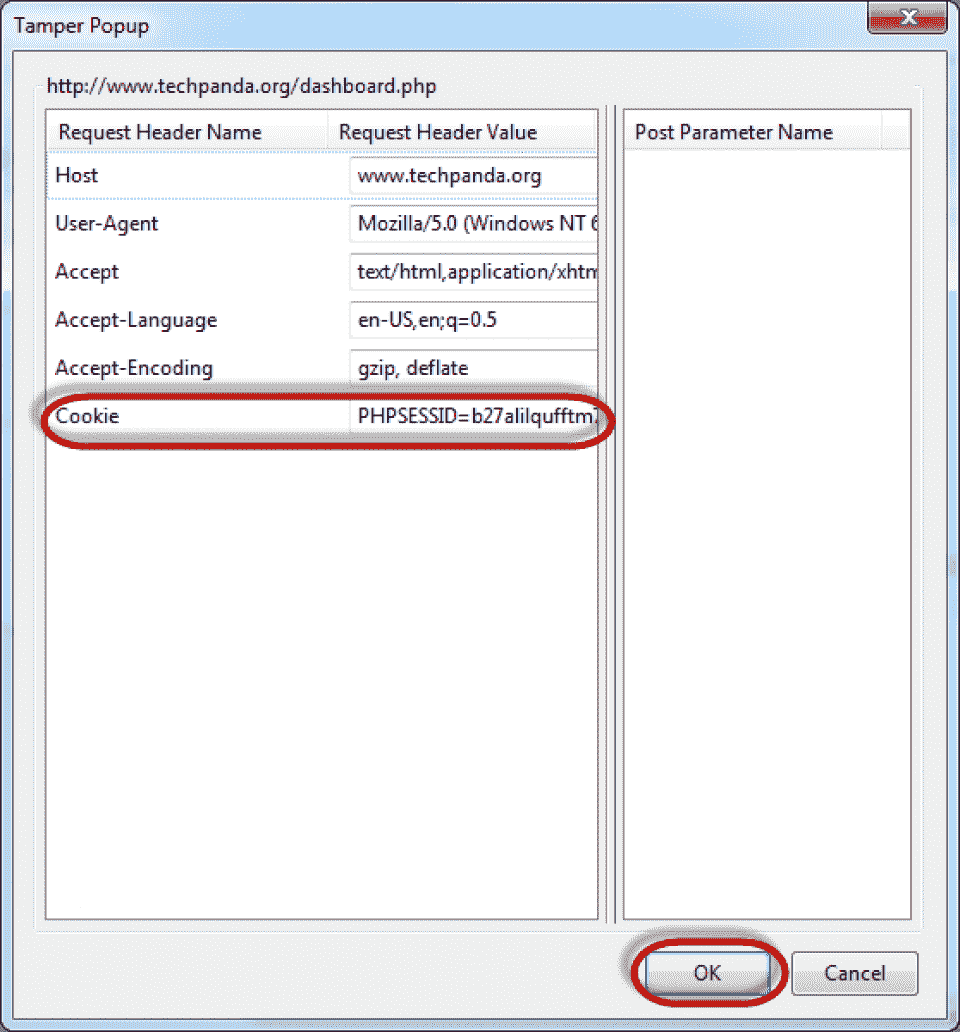 Tamper Popup
http://www.techpanda.org/dashboard.php
Request Header Name Request Header Value Post Parameter Name
Host www.techpanda.org
User-Agent Mozilla/5.0 (Windows NT 6
Accept text/html,application/xhtm
Accept-Language en-US,en;q=0.5
Accept-Encoding gzip, deflate
Cookie PHPSESSID=b27alilqufftm7
OK Cancel